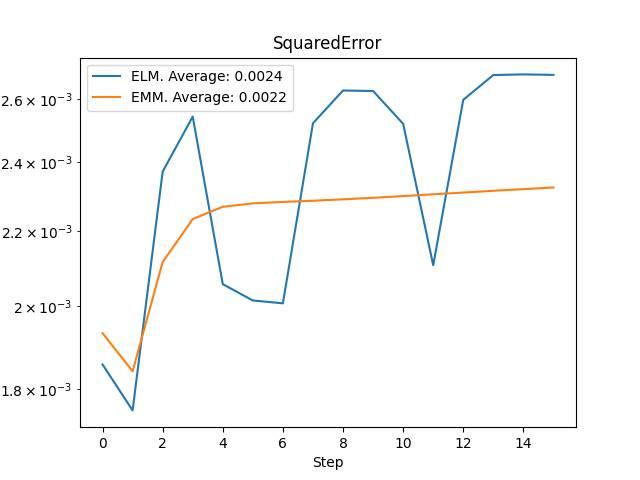 SquaredError
ELM. Average: 0.0024
EMM. Average: 0.0022
2.6 × 10⁻³
2.4 × 10⁻³
2.2 × 10⁻³
2 × 10⁻³
1.8 × 10⁻³
0 2 4 6 8 10 12 14
Step